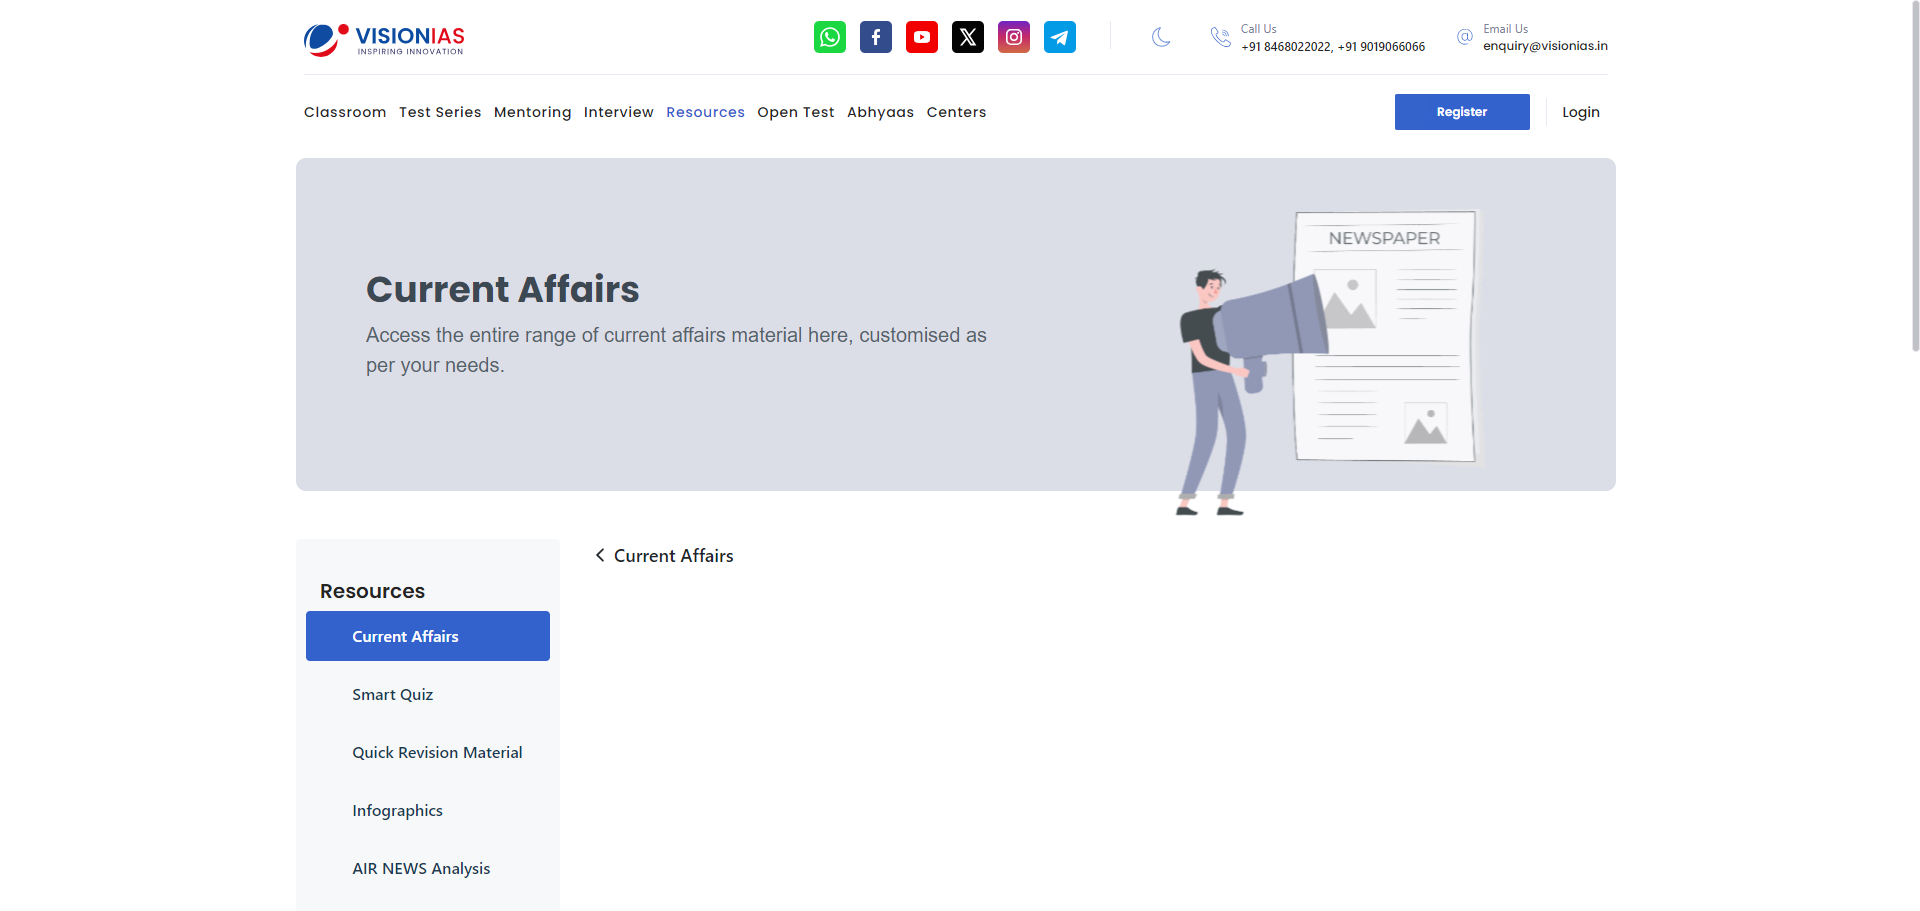 VISIONIAS
INSPIRING INNOVATION
Call Us
+91 8468022022, +91 9019066066
Email Us
enquiry@visionias.in
Classroom Test Series Mentoring Interview Resources Open Test Abhyaas Centers
Register
Login
Current Affairs
Access the entire range of current affairs material here, customised as
per your needs.
NEWSPAPER
Resources
Current Affairs
Smart Quiz
Quick Revision Material
Infographics
AIR NEWS Analysis
Current Affairs